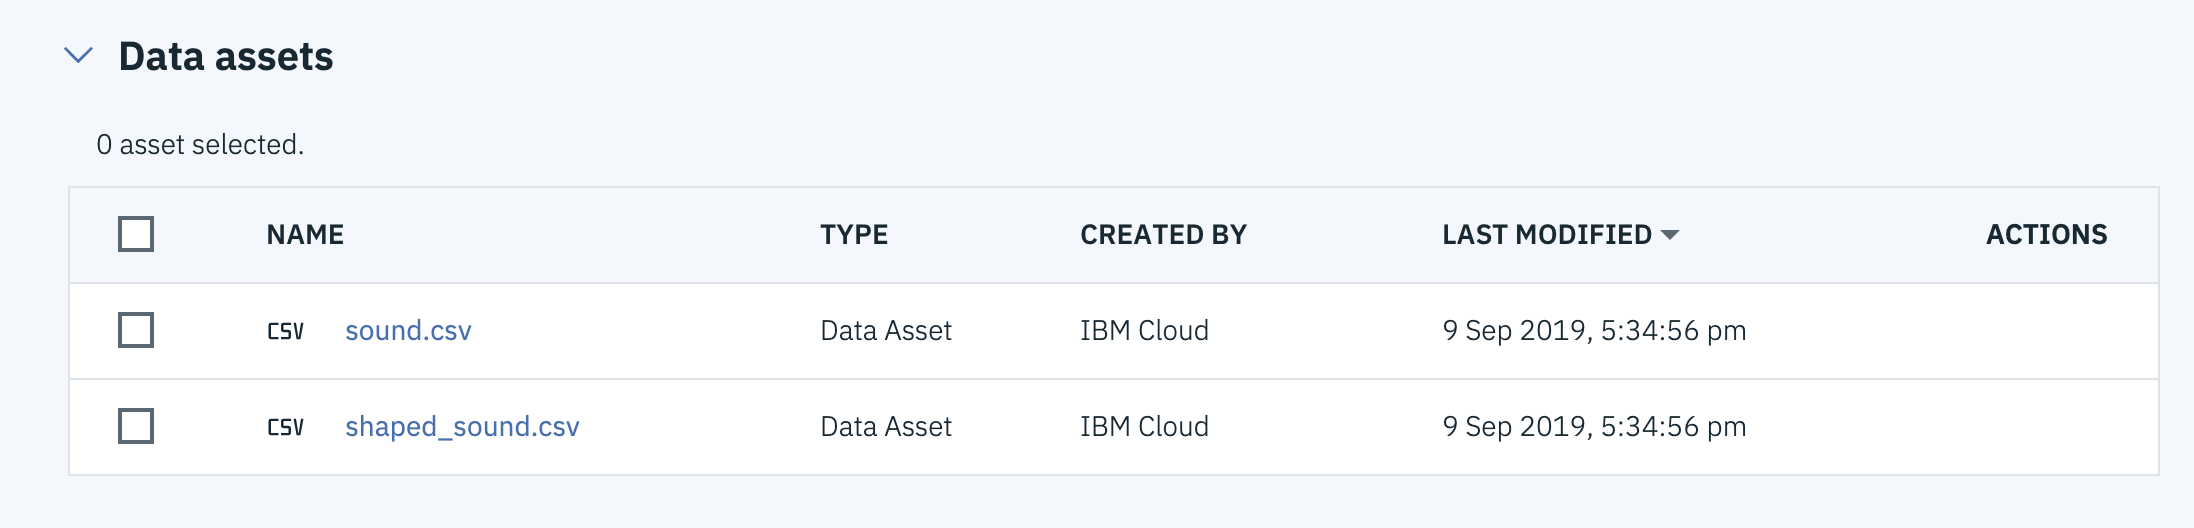 Data assets
0 asset selected.
NAME TYPE CREATED BY LAST MODIFIED ACTIONS
CSV sound.csv Data Asset IBM Cloud 9 Sep 2019, 5:34:56 pm
CSV shaped_sound.csv Data Asset IBM Cloud 9 Sep 2019, 5:34:56 pm